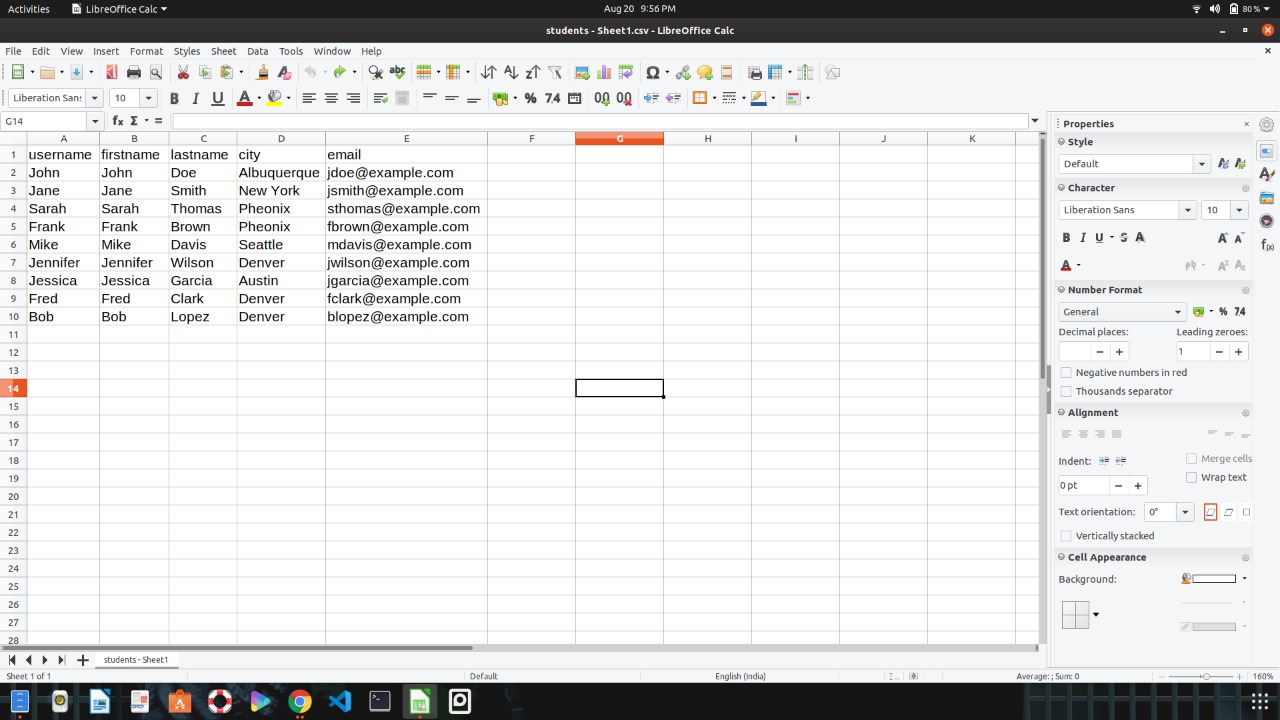 Activities LibreOffice Calc Aug 20 9:56 PM 80 %
students - Sheet1.csv - LibreOffice Calc
File Edit View Insert Format Styles Sheet Data Tools Window Help
Liberation Sans 10
G14
Properties
A B C D E F G H I J K
1 username firstname lastname city email
2 John John Doe Albuquerque jdoe@example.com
3 Jane Jane Smith New York jsmith@example.com
4 Sarah Sarah Thomas Pheonix sthomas@example.com
5 Frank Frank Brown Pheonix fbrown@example.com
6 Mike Mike Davis Seattle mdavis@example.com
7 Jennifer Jennifer Wilson Denver jwilson@example.com
8 Jessica Jessica Garcia Austin jgarcia@example.com
9 Fred Fred Clark Denver fclark@example.com
10 Bob Bob Lopez Denver blopez@example.com
11
12
13
14
15
16
17
18
19
20
21
22
23
24
25
26
27
28
Style
Default
Character
Liberation Sans 10
Number Format
General
Decimal places: Leading zeroes:
1
Negative numbers in red
Thousands separator
Alignment
Indent: Merge cells
0 pt Wrap text
Text orientation: 0°
Vertically stacked
Cell Appearance
Background:
students - Sheet1
Sheet 1 of 1 Default English (India) Average: ; Sum: 0 160%